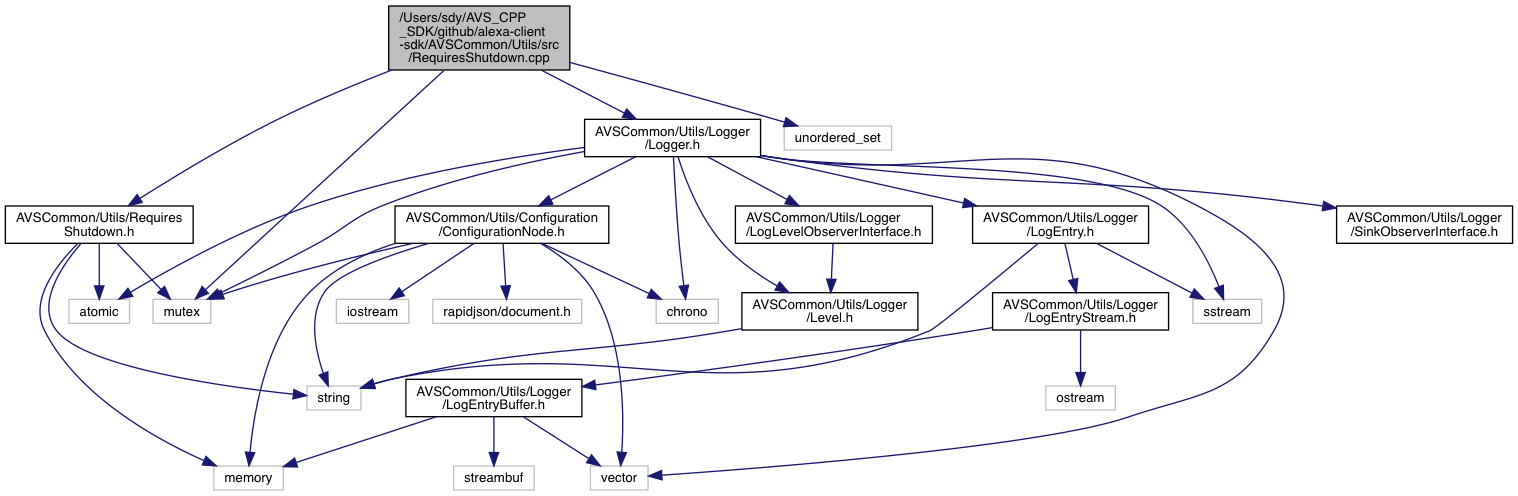 /Users/sdy/AVS_CPP
_SDK/github/alexa-client
-sdk/AVSCommon/Utils/src
/RequiresShutdown.cpp
AVSCommon/Utils/Logger
/Logger.h
unordered_set
AVSCommon/Utils/Requires
Shutdown.h
AVSCommon/Utils/Configuration
/ConfigurationNode.h
AVSCommon/Utils/Logger
/LogLevelObserverInterface.h
AVSCommon/Utils/Logger
/LogEntry.h
AVSCommon/Utils/Logger
/SinkObserverInterface.h
atomic
mutex
iostream
rapidjson/document.h
chrono
AVSCommon/Utils/Logger
/Level.h
AVSCommon/Utils/Logger
/LogEntryStream.h
sstream
string
AVSCommon/Utils/Logger
/LogEntryBuffer.h
ostream
memory
streambuf
vector